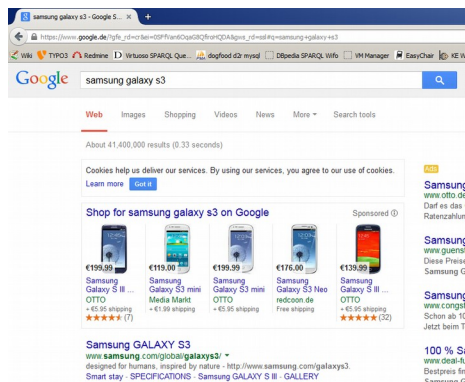 samsung galaxy s3 - Google S...
https://www.google.de/?gfe_rd=cr&ei=
Wiki TYPO3 Redmine Virtuoso SPARQL Que... dogfood d2r mysql DBpedia SPARQL Wifo VM Manager EasyChair KE W
Google samsung galaxy s3
Web Images Shopping Videos News More Search tools
About 41,400,000 results (0.33 seconds)
Cookies help us deliver our services. By using our services, you agree to our use of cookies.
Learn more Got it
Shop for samsung galaxy s3 on Google Sponsored
€199.99 €119.00 €199.99 €176.00 €139.99
Samsung Samsung Samsung Samsung Samsung
Galaxy S III ... Galaxy S3 mini Galaxy S3 mini Galaxy S3 Neo Galaxy S III ...
OTTO Media Markt OTTO redcoon.de OTTO
+ €5.95 shipping + €1.99 shipping + €5.95 shipping Free shipping + €5.95 shipping
(7) (32)
Samsung GALAXY S3
www.samsung.com/global/galaxys3/
designed for humans, inspired by nature - http://www.samsung.com/galaxys3.
Smart stay - SPECIFICATIONS - Samsung GALAXY S III - GALLERY
Ads
Samsung
www.otto.de
Darf es das
Ratenzahlun
Samsung
www.guens
Diese Preise
Samsung G
Samsung
www.congst
Schon ab 10
Jetzt beim T
100 % Sa
www.deal-fu
Bestpreis fin
Samsung G